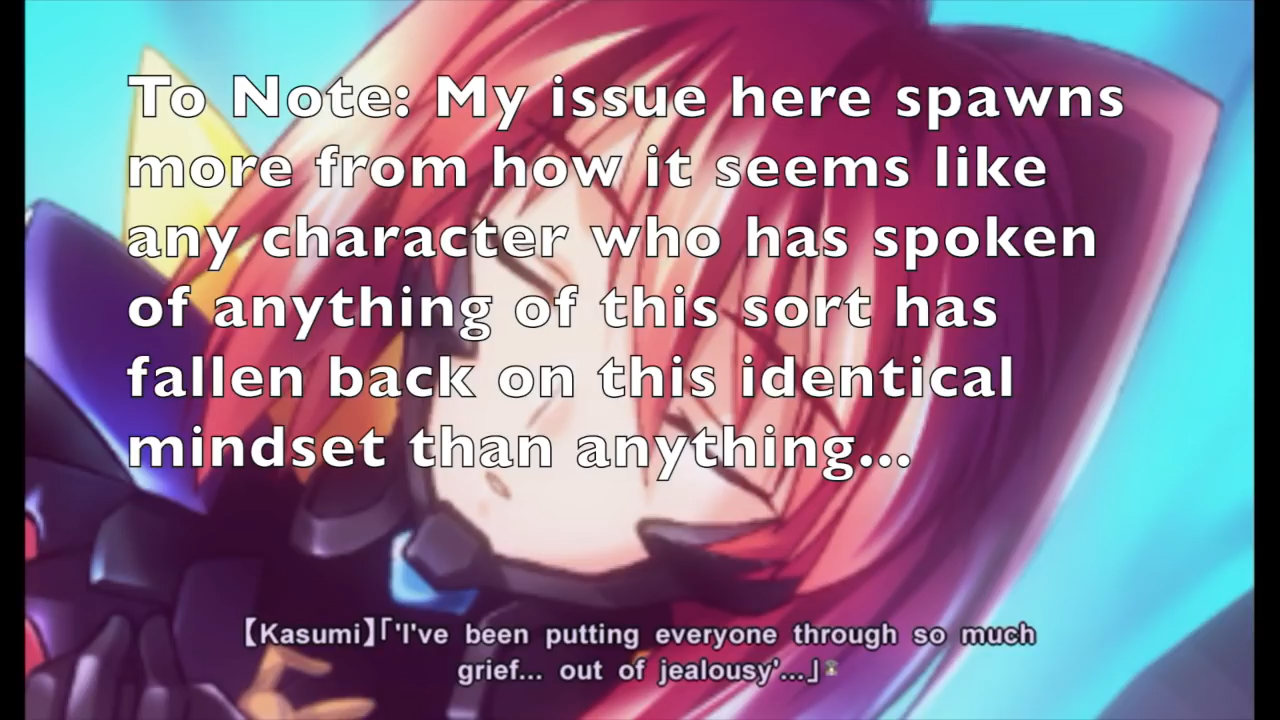 To Note: My issue here spawns
more from how it seems like
any character who has spoken
of anything of this sort has
fallen back on this identical
mindset than anything...
【Kasumi】｢'I've been putting everyone through so much
grief... out of jealousy'...｣